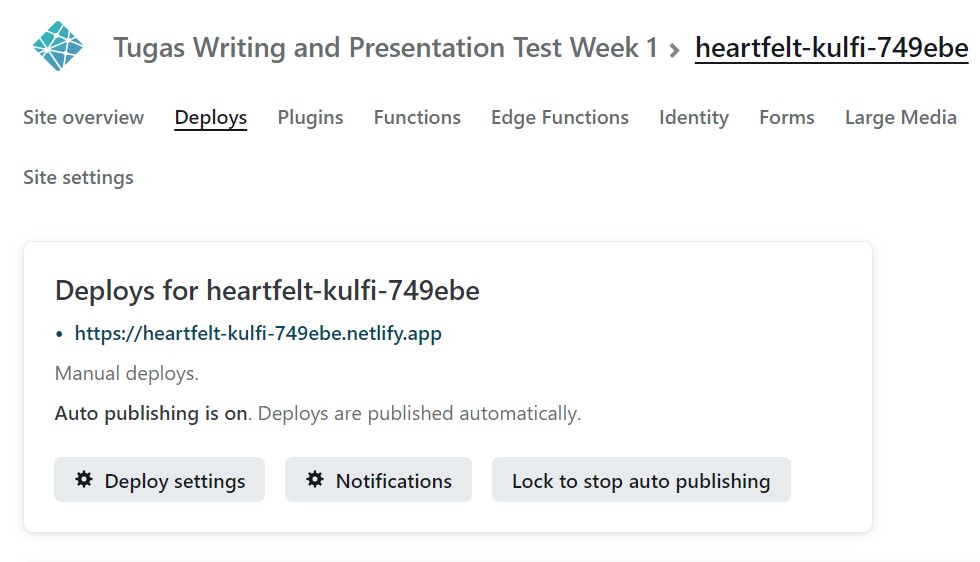 Tugas Writing and Presentation Test Week 1 > heartfelt-kulfi-749ebe
Site overview Deploys Plugins Functions Edge Functions Identity Forms Large Media
Site settings
Deploys for heartfelt-kulfi-749ebe
• https://heartfelt-kulfi-749ebe.netlify.app
Manual deploys.
Auto publishing is on. Deploys are published automatically.
Deploy settings Notifications Lock to stop auto publishing